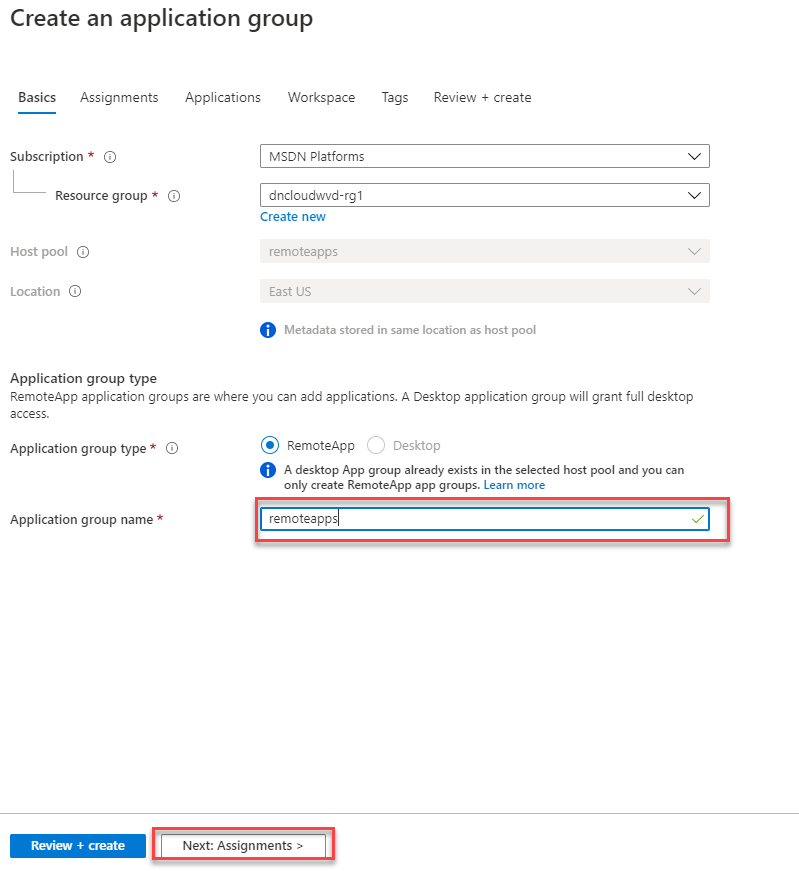 Create an application group
Basics Assignments Applications Workspace Tags Review + create
Subscription * MSDN Platforms
Resource group * dncloudwvd-rg1
Create new
Host pool remoteapps
Location East US
Metadata stored in same location as host pool
Application group type
RemoteApp application groups are where you can add applications. A Desktop application group will grant full desktop
access.
Application group type * RemoteApp Desktop
A desktop App group already exists in the selected host pool and you can
only create RemoteApp app groups. Learn more
Application group name * remoteapps
Review + create Next: Assignments >